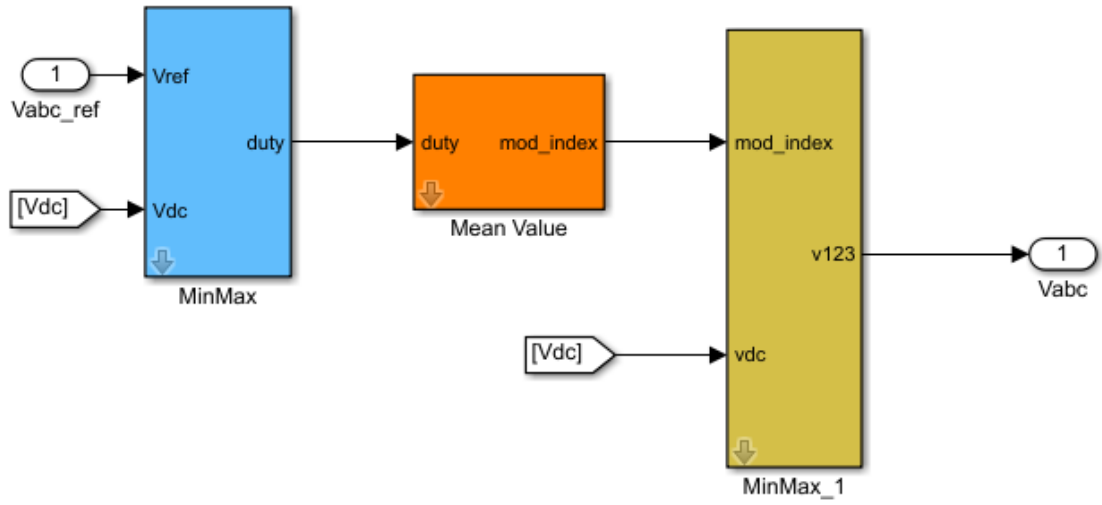 1
Vabc_ref
[Vdc]
Vref
Vdc
duty
MinMax
duty
mod_index
Mean Value
[Vdc]
mod_index
vdc
v123
MinMax_1
1
Vabc